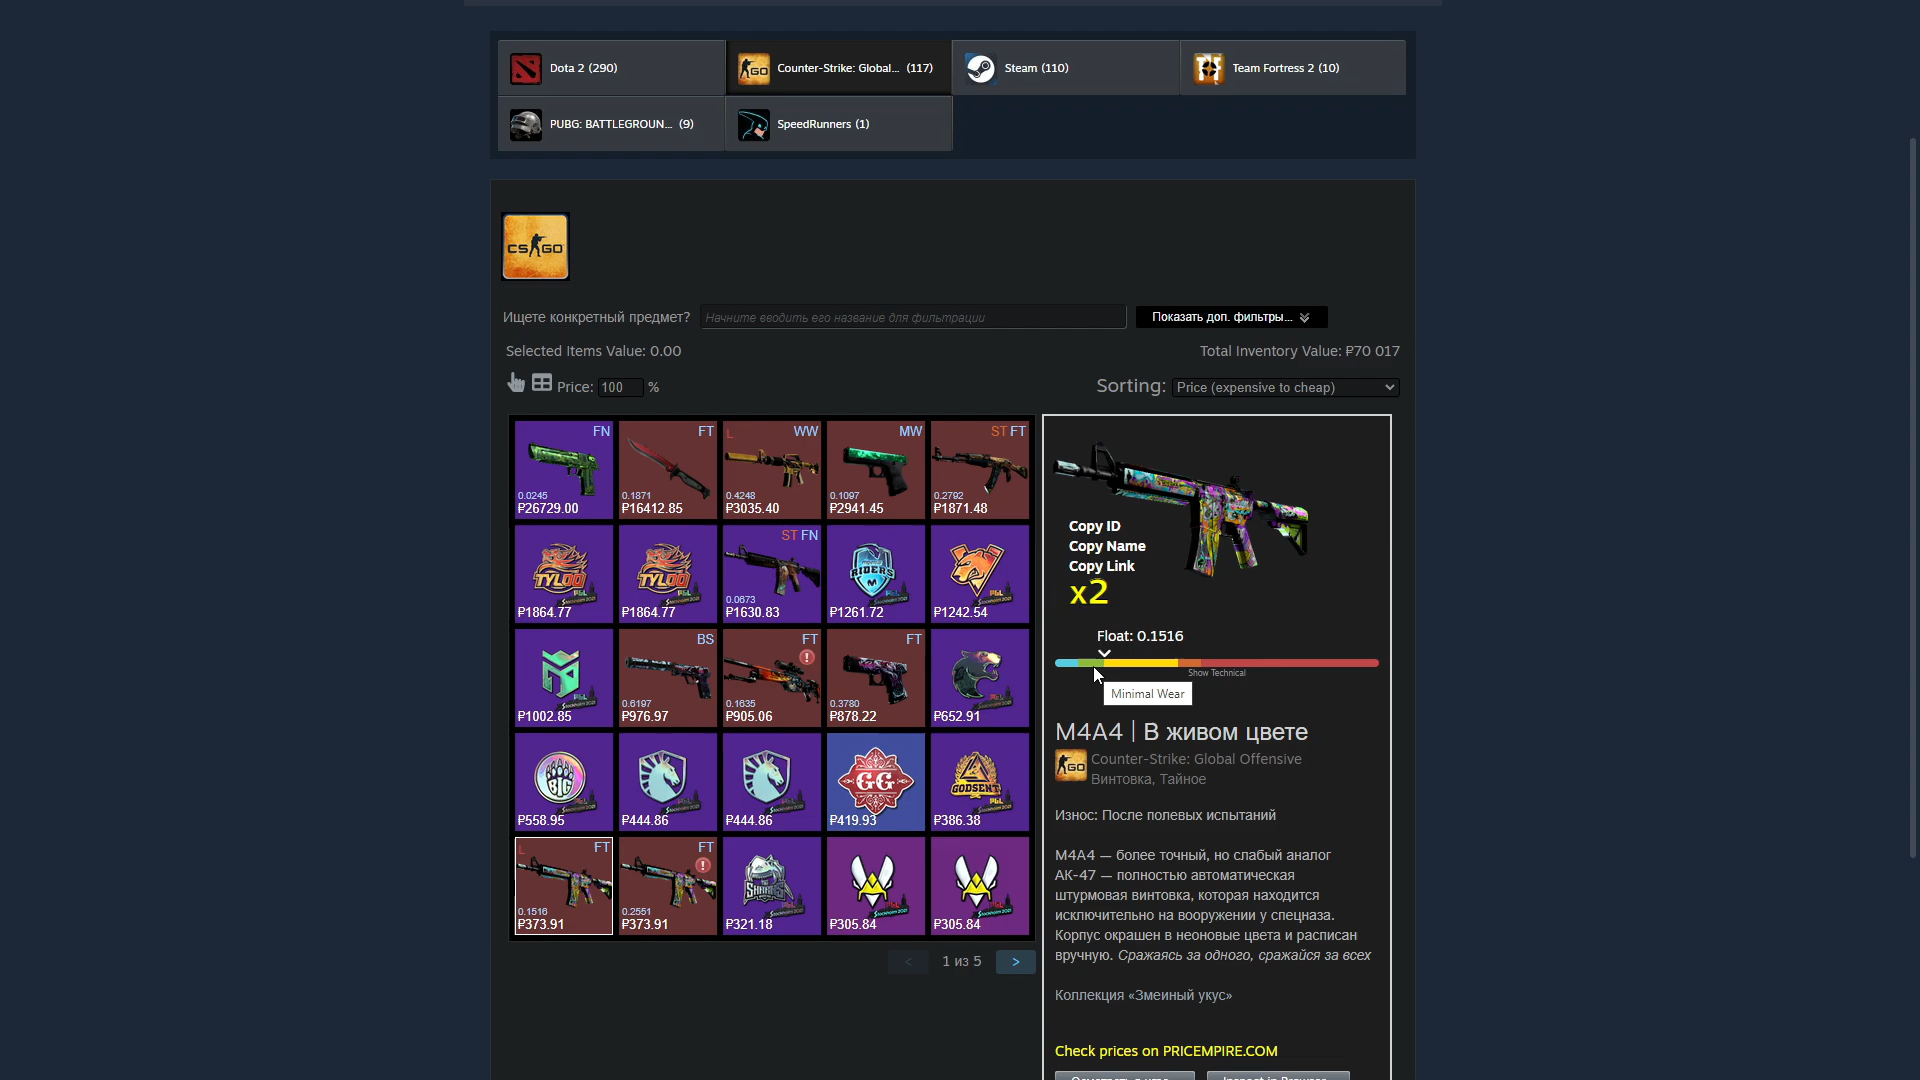 Dota 2 (290)
Counter-Strike: Global... (117)
Steam (110)
Team Fortress 2 (10)
PUBG: BATTLEGROUN... (9)
SpeedRunners (1)
CS GO
Ищете конкретный предмет?
Начните вводить его название для фильтрации
Показать доп. фильтры...
Selected Items Value: 0.00
Total Inventory Value: ₽70 017
Price: 100 %
Sorting: Price (expensive to cheap)
FN
0.0245
₽26729.00
FT
0.1871
₽16412.85
L WW
0.4248
₽3035.40
MW
0.1097
₽2941.45
ST FT
0.2792
₽1871.48
TYLOO
₽1864.77
TYLOO
₽1864.77
ST FN
0.0673
₽1630.83
RIDERS
₽1261.72
₽1242.54
₽1002.85
BS
0.6197
₽976.97
FT
0.1635
₽905.06
FT
0.3780
₽878.22
₽652.91
BIG
₽558.95
₽444.86
₽444.86
GG
₽419.93
GODSENT
₽386.38
L FT
0.1516
₽373.91
FT
0.2551
₽373.91
SHARKS
₽321.18
₽305.84
₽305.84
<
1 из 5
>
Copy ID
Copy Name
Copy Link
x2
Float: 0.1516
Show Technical
Minimal Wear
M4A4 | В живом цвете
Counter-Strike: Global Offensive
Винтовка, Тайное
Износ: После полевых испытаний
M4A4 — более точный, но слабый аналог
AK-47 — полностью автоматическая
штурмовая винтовка, которая находится
исключительно на вооружении у спецназа.
Корпус окрашен в неоновые цвета и расписан
вручную. Сражаясь за одного, сражайся за всех
Коллекция «Змеиный укус»
Check prices on PRICEMPIRE.COM